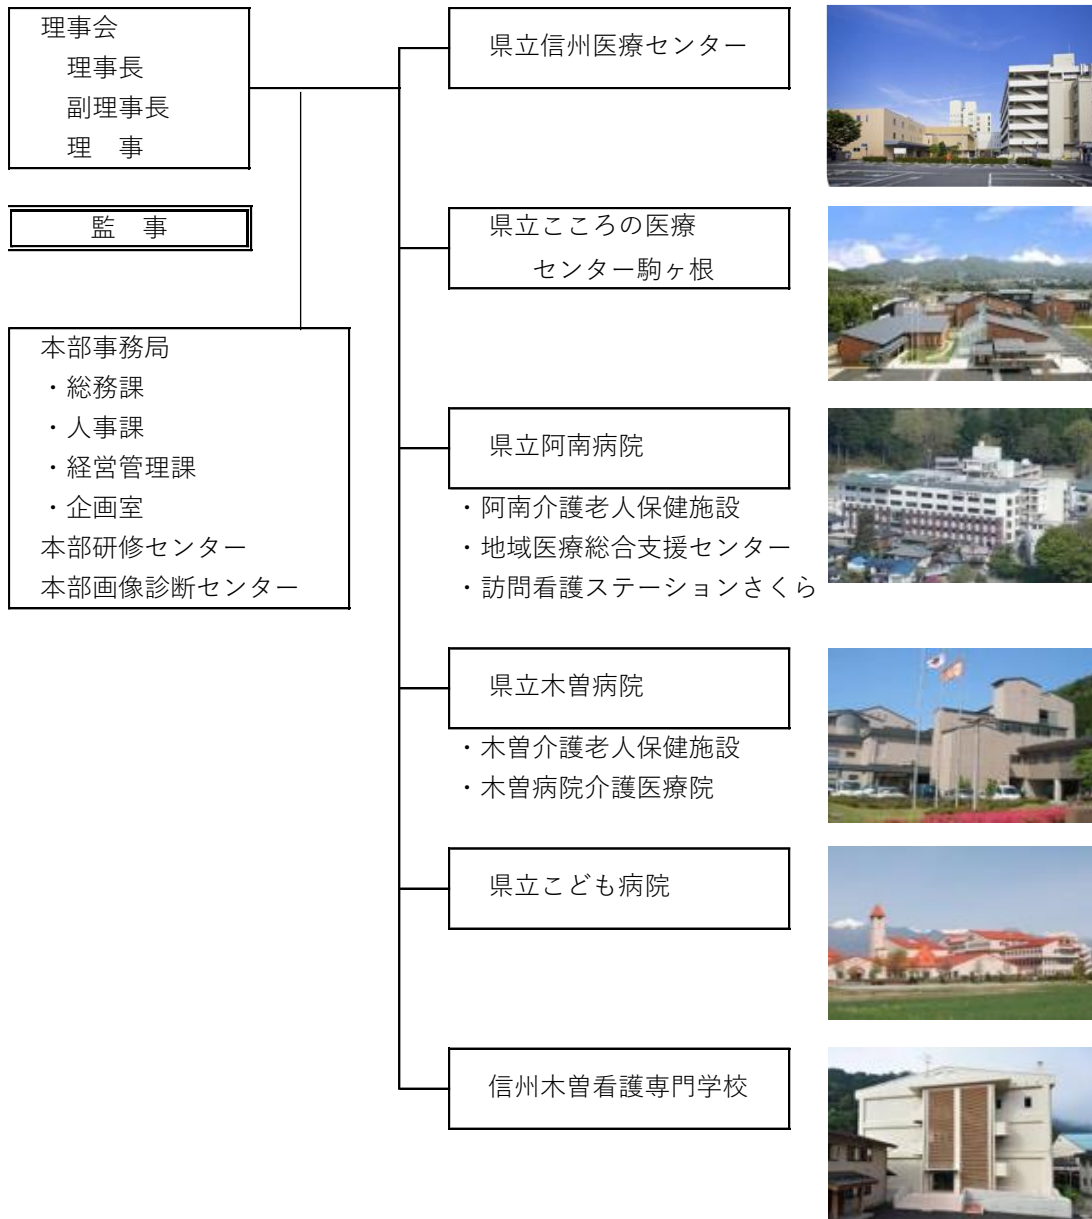 理事会
理事長
副理事長
理　事
監　事
本部事務局
・総務課
・人事課
・経営管理課
・企画室
本部研修センター
本部画像診断センター
県立信州医療センター
県立こころの医療
センター駒ヶ根
県立阿南病院
・阿南介護老人保健施設
・地域医療総合支援センター
・訪問看護ステーションさくら
県立木曽病院
・木曽介護老人保健施設
・木曽病院介護医療院
県立こども病院
信州木曽看護専門学校